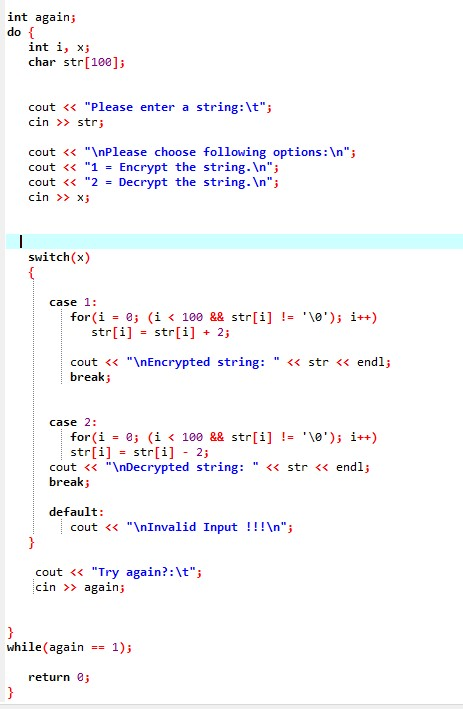 int again;
do {
int i, x;
char str[100];
cout << "Please enter a string:\t";
cin >> str;
cout << "\nPlease choose following options:\n";
cout << "1 = Encrypt the string.\n";
cout << "2 = Decrypt the string.\n";
cin >> x;
switch(x)
{
case 1:
for(i = 0; (i < 100 && str[i] != '\0'); i++)
str[i] = str[i] + 2;
cout << "\nEncrypted string: " << str << endl;
break;
case 2:
for(i = 0; (i < 100 && str[i] != '\0'); i++)
str[i] = str[i] - 2;
cout << "\nDecrypted string: " << str << endl;
break;
default:
cout << "\nInvalid Input !!!\n";
}
cout << "Try again?:\t";
cin >> again;
}
while(again == 1);
return 0;
}